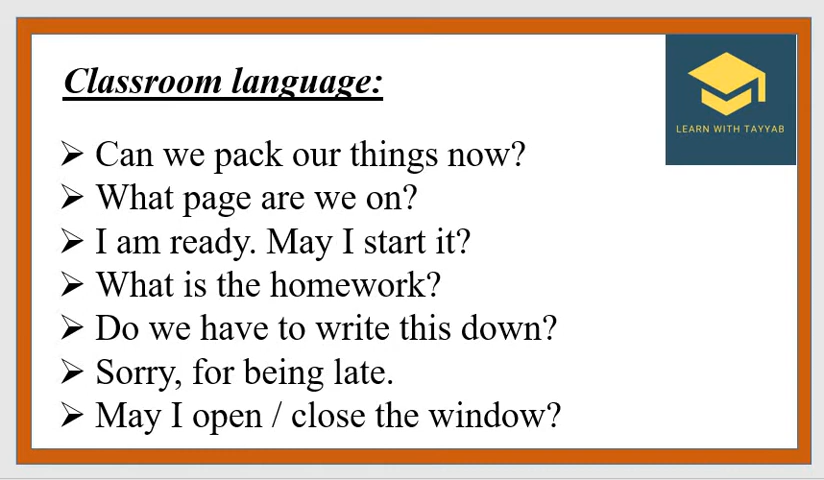 Classroom language:
LEARN WITH TAYYAB
➢ Can we pack our things now?
➢ What page are we on?
➢ I am ready. May I start it?
➢ What is the homework?
➢ Do we have to write this down?
➢ Sorry, for being late.
➢ May I open / close the window?